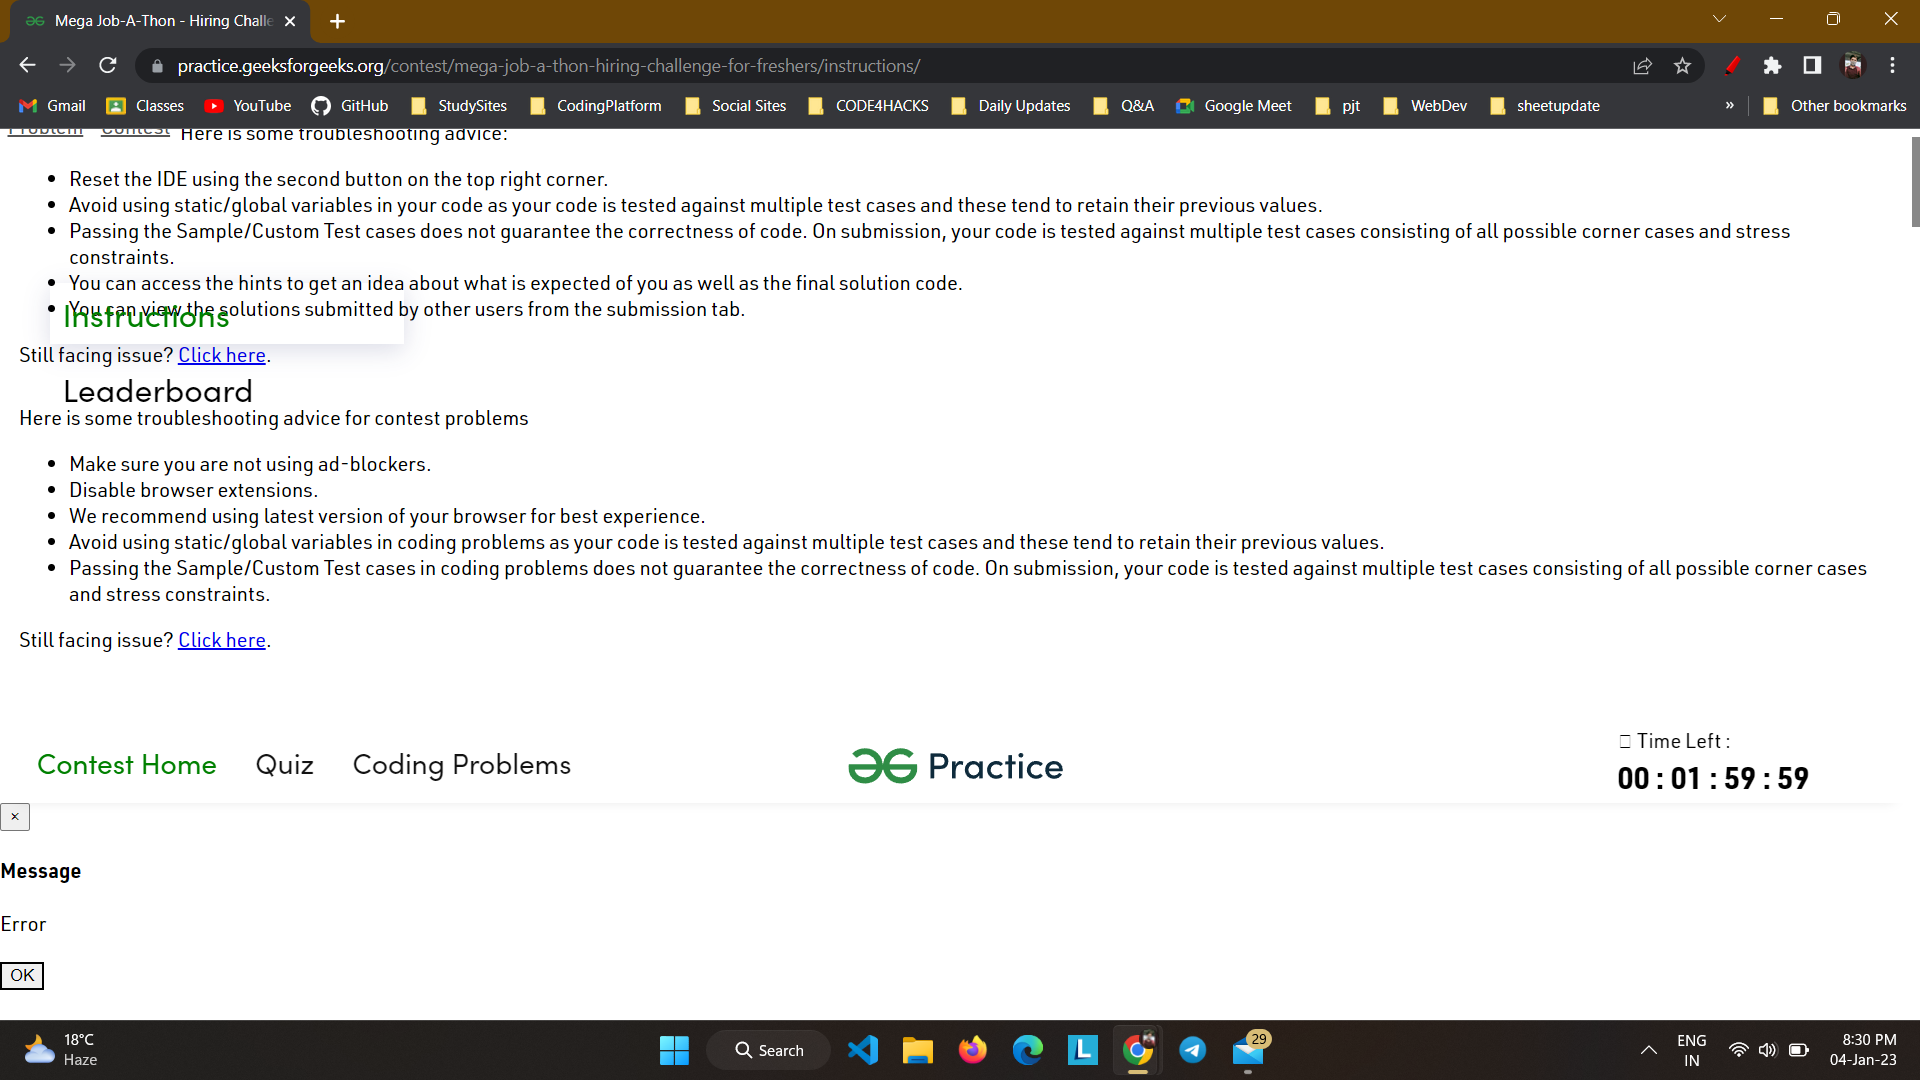 Mega Job-A-Thon - Hiring Challe
practice.geeksforgeeks.org/contest/mega-job-a-thon-hiring-challenge-for-freshers/instructions/
Gmail Classes YouTube GitHub StudySites CodingPlatform Social Sites CODE4HACKS Daily Updates Q&A Google Meet pjt WebDev sheetupdate » Other bookmarks
Problem Contest Here is some troubleshooting advice:
• Reset the IDE using the second button on the top right corner.
• Avoid using static/global variables in your code as your code is tested against multiple test cases and these tend to retain their previous values.
• Passing the Sample/Custom Test cases does not guarantee the correctness of code. On submission, your code is tested against multiple test cases consisting of all possible corner cases and stress
constraints.
• You can access the hints to get an idea about what is expected of you as well as the final solution code.
• You can view the solutions submitted by other users from the submission tab.
Instructions
Still facing issue? Click here.
Leaderboard
Here is some troubleshooting advice for contest problems
• Make sure you are not using ad-blockers.
• Disable browser extensions.
• We recommend using latest version of your browser for best experience.
• Avoid using static/global variables in coding problems as your code is tested against multiple test cases and these tend to retain their previous values.
• Passing the Sample/Custom Test cases in coding problems does not guarantee the correctness of code. On submission, your code is tested against multiple test cases consisting of all possible corner cases
and stress constraints.
Still facing issue? Click here.
Time Left :
Contest Home Quiz Coding Problems Practice
00 : 01 : 59 : 59
×
Message
Error
OK
18°C
Haze
Search
L
29
ENG
IN
8:30 PM
04-Jan-23